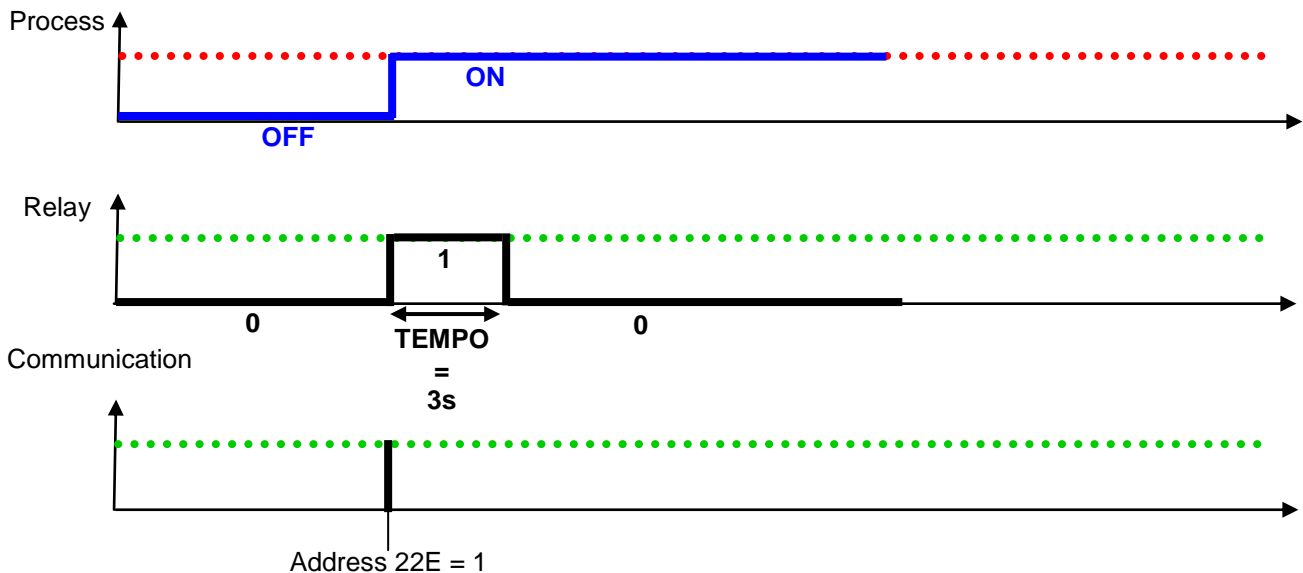 Process
ON
OFF
Relay
1
0
0
TEMPO
=
3s
Communication
Address 22E = 1